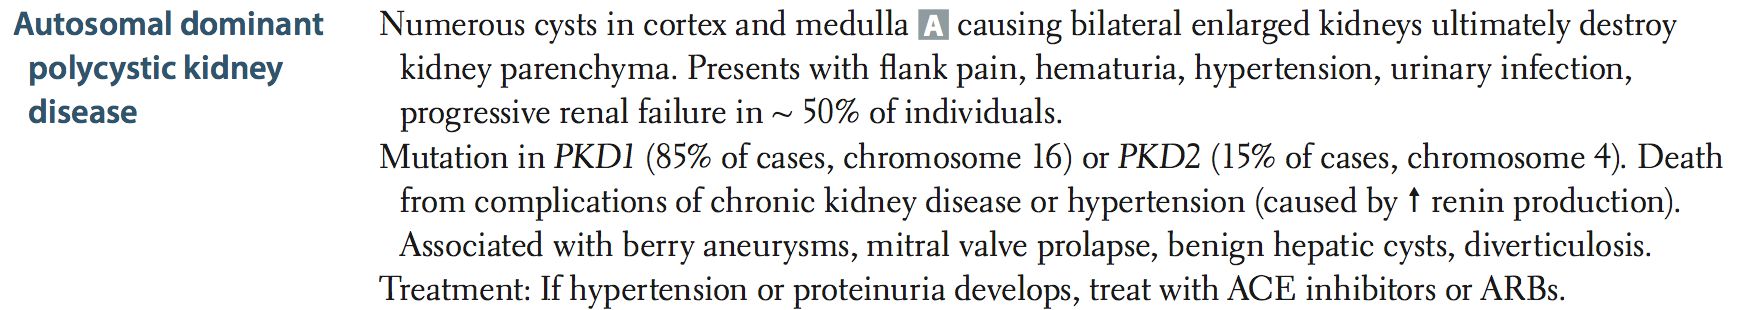 Autosomal dominant
polycystic kidney
disease
Numerous cysts in cortex and medulla A causing bilateral enlarged kidneys ultimately destroy
kidney parenchyma. Presents with flank pain, hematuria, hypertension, urinary infection,
progressive renal failure in ~ 50% of individuals.
Mutation in PKD1 (85% of cases, chromosome 16) or PKD2 (15% of cases, chromosome 4). Death
from complications of chronic kidney disease or hypertension (caused by ↑ renin production).
Associated with berry aneurysms, mitral valve prolapse, benign hepatic cysts, diverticulosis.
Treatment: If hypertension or proteinuria develops, treat with ACE inhibitors or ARBs.